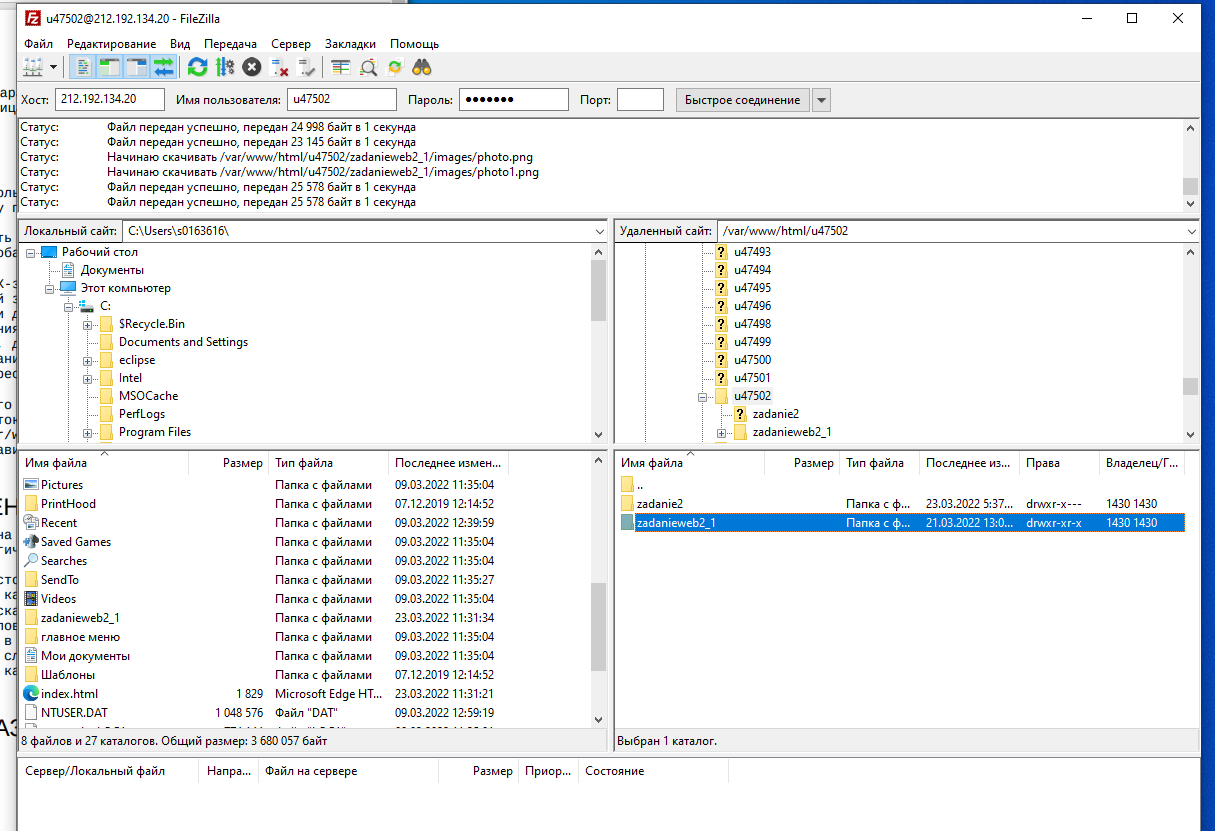 u47502@212.192.134.20 - FileZilla
Файл Редактирование Вид Передача Сервер Закладки Помощь
Хост: 212.192.134.20 Имя пользователя: u47502 Пароль: ●●●●●●● Порт: Быстрое соединение
Статус: Файл передан успешно, передан 24 998 байт в 1 секунда
Статус: Файл передан успешно, передан 23 145 байт в 1 секунда
Статус: Начинаю скачивать /var/www/html/u47502/zadanieweb2_1/images/photo.png
Статус: Начинаю скачивать /var/www/html/u47502/zadanieweb2_1/images/photo1.png
Статус: Файл передан успешно, передан 25 578 байт в 1 секунда
Статус: Файл передан успешно, передан 25 578 байт в 1 секунда
Локальный сайт: C:\Users\s0163616\
Рабочий стол
Документы
Этот компьютер
C:
$Recycle.Bin
Documents and Settings
eclipse
Intel
MSOCache
PerfLogs
Program Files
Удаленный сайт: /var/www/html/u47502
u47493
u47494
u47495
u47496
u47498
u47499
u47500
u47501
u47502
zadanie2
zadanieweb2_1
Имя файла Размер Тип файла Последнее измен...
Pictures Папка с файлами 09.03.2022 11:35:04
PrintHood Папка с файлами 07.12.2019 12:14:52
Recent Папка с файлами 09.03.2022 12:39:59
Saved Games Папка с файлами 09.03.2022 11:35:04
Searches Папка с файлами 09.03.2022 11:35:04
SendTo Папка с файлами 09.03.2022 11:35:27
Videos Папка с файлами 09.03.2022 11:35:04
zadanieweb2_1 Папка с файлами 23.03.2022 11:31:34
главное меню Папка с файлами 09.03.2022 11:35:04
Мои документы Папка с файлами 09.03.2022 11:35:04
Шаблоны Папка с файлами 07.12.2019 12:14:52
index.html 1 829 Microsoft Edge HT... 23.03.2022 11:31:21
NTUSER.DAT 1 048 576 Файл "DAT" 09.03.2022 12:59:19
8 файлов и 27 каталогов. Общий размер: 3 680 057 байт
Имя файла Размер Тип файла Последнее из... Права Владелец/Г...
..
zadanie2 Папка с ф... 23.03.2022 5:37... drwxr-x--- 1430 1430
zadanieweb2_1 Папка с ф... 21.03.2022 13:0... drwxr-xr-x 1430 1430
Выбран 1 каталог.
Сервер/Локальный файл Напра... Файл на сервере Размер Приор... Состояние